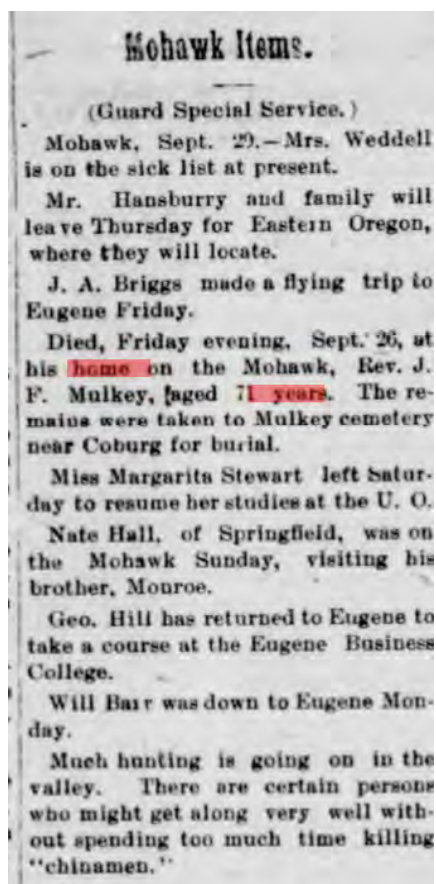 Mohawk Items.
(Guard Special Service.)
Mohawk, Sept. 29.—Mrs. Weddell
is on the sick list at present.
Mr. Hansburry and family will
leave Thursday for Eastern Oregon,
where they will locate.
J. A. Briggs made a flying trip to
Eugene Friday.
Died, Friday evening, Sept. 26, at
his home on the Mohawk, Rev. J.
F. Mulkey, aged 71 years. The re-
mains were taken to Mulkey cemetery
near Coburg for burial.
Miss Margarita Stewart left Satur-
day to resume her studies at the U. O.
Nate Hall, of Springfield, was on
the Mohawk Sunday, visiting his
brother, Monroe.
Geo. Hill has returned to Eugene to
take a course at the Eugene Business
College.
Will Barr was down to Eugene Mon-
day.
Much hunting is going on in the
valley. There are certain persons
who might get along very well with-
out spending too much time killing
"chinamen."